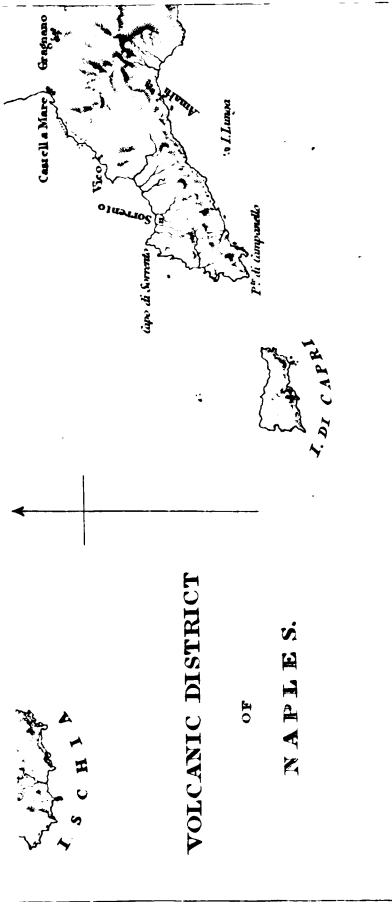 Gragnano
Castell a Mare
Vico
Amalfi
Sorrento
Capo di Sorrento
P.ta di Campanello
I. DI CAPRI
VOLCANIC DISTRICT
OF
NAPLES.
ISCHIA